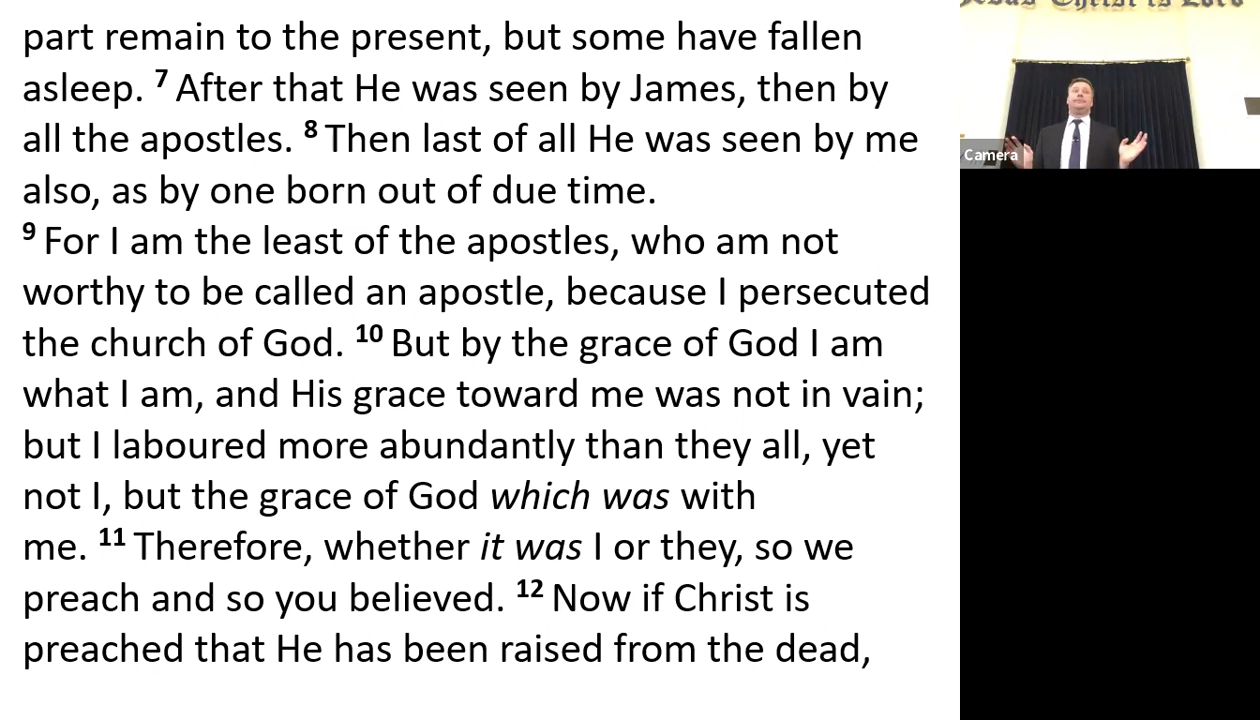 part remain to the present, but some have fallen
asleep. 7 After that He was seen by James, then by
all the apostles. 8 Then last of all He was seen by me
also, as by one born out of due time.
9 For I am the least of the apostles, who am not
worthy to be called an apostle, because I persecuted
the church of God. 10 But by the grace of God I am
what I am, and His grace toward me was not in vain;
but I laboured more abundantly than they all, yet
not I, but the grace of God which was with
me. 11 Therefore, whether it was I or they, so we
preach and so you believed. 12 Now if Christ is
preached that He has been raised from the dead,
Jesus Christ is Lord
Camera